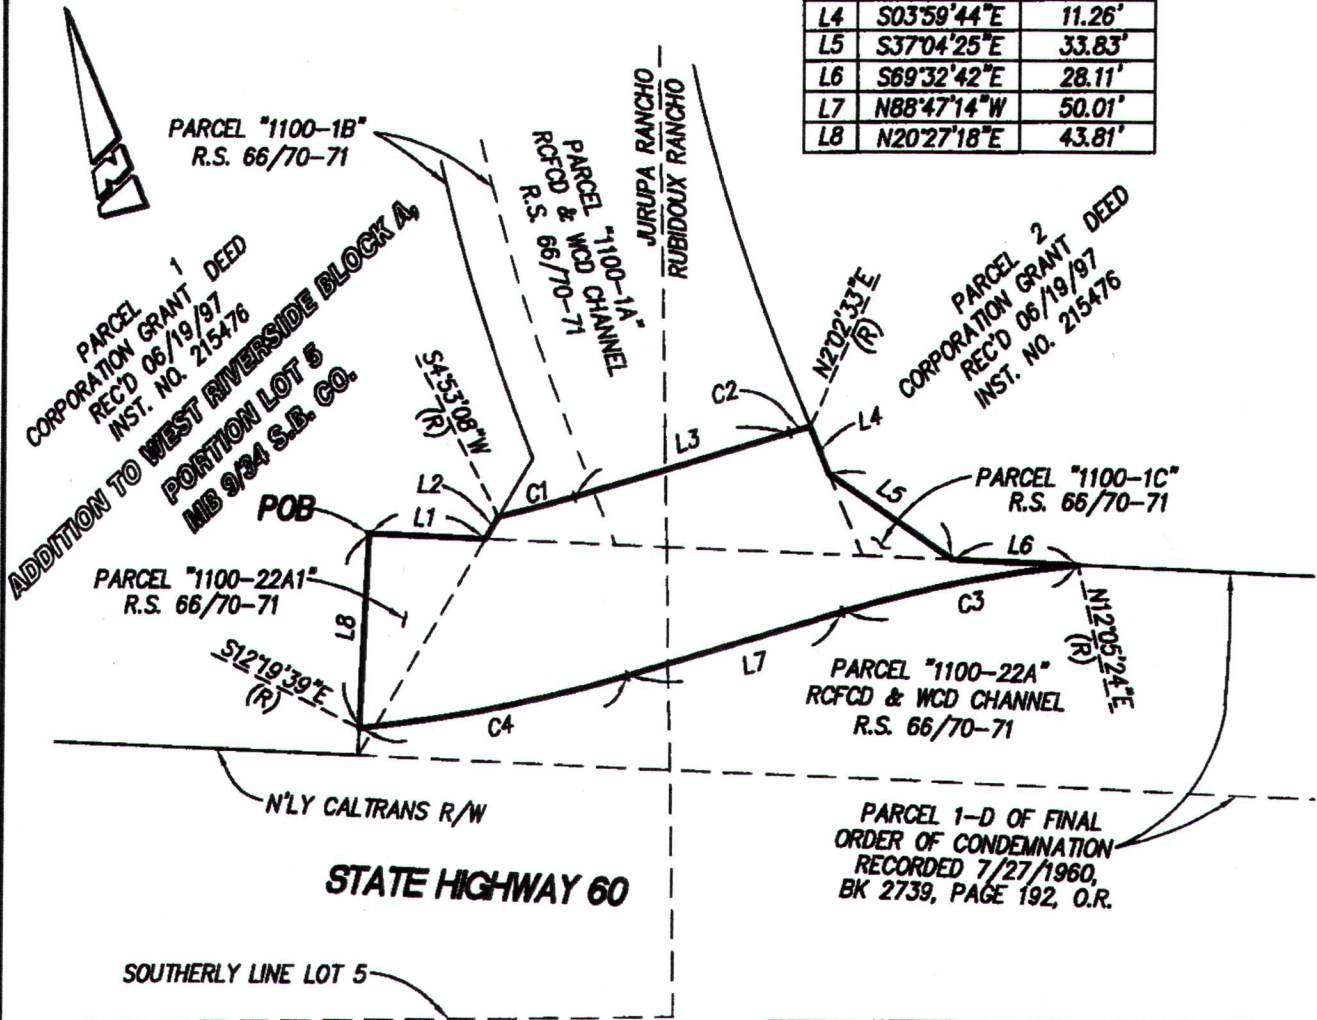 L4 S03°59'44"E 11.26'
L5 S37°04'25"E 33.83'
L6 S69°32'42"E 28.11'
L7 N88°47'14"W 50.01'
L8 N20°27'18"E 43.81'
N
PARCEL "1100-1B"
R.S. 66/70-71
PARCEL "1100-1A"
RCFCD & WCD CHANNEL
R.S. 66/70-71
JURUPA RANCHO
RUBIDOUX RANCHO
PARCEL 1
CORPORATION GRANT DEED
REC'D 06/19/97
INST. NO. 215476
ADDITION TO WEST RIVERSIDE BLOCK A,
PORTION LOT 5
MB 9/34 S.B. CO.
PARCEL 2
CORPORATION GRANT DEED
REC'D 06/19/97
INST. NO. 215476
S4°53'08"W
(R)
N2°02'33"E
(R)
C2
L4
L3
L2
C1
L5
PARCEL "1100-1C"
R.S. 66/70-71
POB
L1
L6
PARCEL "1100-22A1"
R.S. 66/70-71
L8
C3
N12°05'24"E
(R)
S12°19'39"E
(R)
L7
C4
PARCEL "1100-22A"
RCFCD & WCD CHANNEL
R.S. 66/70-71
N'LY CALTRANS R/W
PARCEL 1-D OF FINAL
ORDER OF CONDEMNATION
RECORDED 7/27/1960,
BK 2739, PAGE 192, O.R.
STATE HIGHWAY 60
SOUTHERLY LINE LOT 5